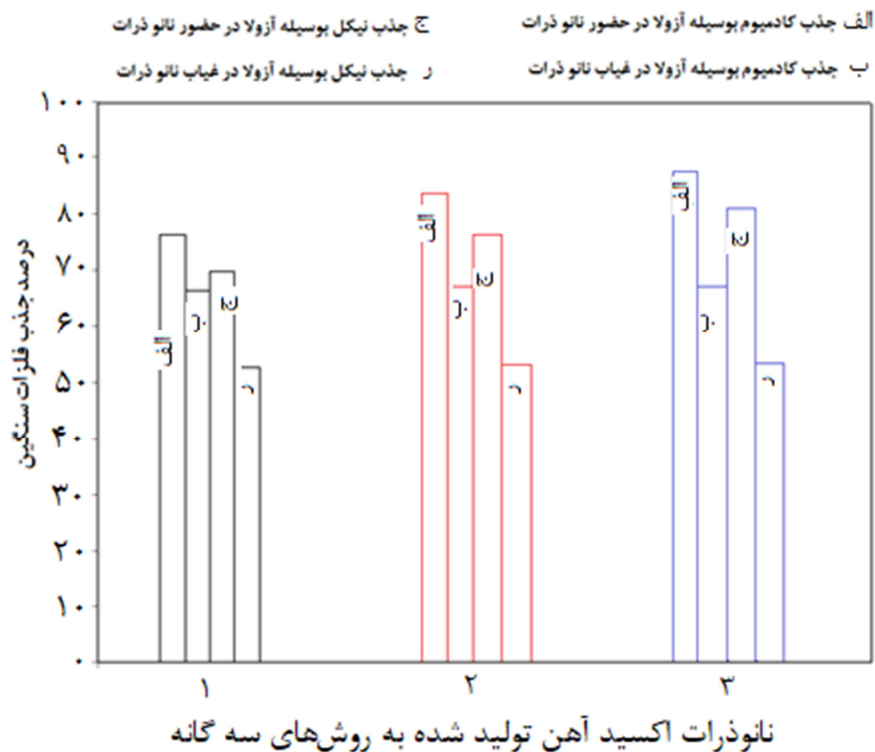 الف جذب کادمیوم بوسیله آزولا در حضور نانو ذرات
ج جذب نیکل بوسیله آزولا در حضور نانو ذرات
ب جذب کادمیوم بوسیله آزولا در غیاب نانو ذرات
ر جذب نیکل بوسیله آزولا در غیاب نانو ذرات
درصد جذب فلزات سنگین
۱۰۰
۹۰
۸۰
۷۰
۶۰
۵۰
۴۰
۳۰
۲۰
۱۰
۰
الف
ب
ج
ر
الف
ب
ج
ر
الف
ب
ج
ر
۱
۲
۳
نانوذرات اکسید آهن تولید شده به روش‌های سه گانه